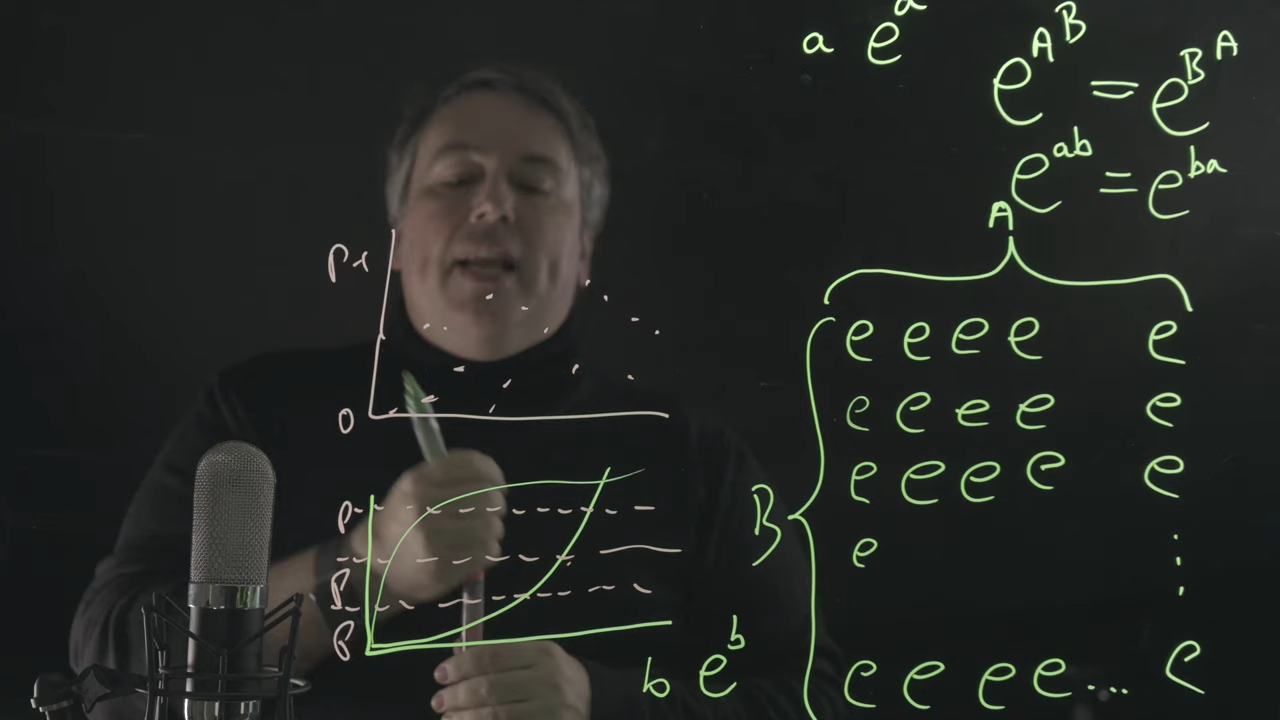 a e^a
e^A^B = e^B^A
e^ab = e^ba
A
e e e e e
e e e e e
e e e e e
B
e ⋮
e e e e .... e
0
P
P
b e^b